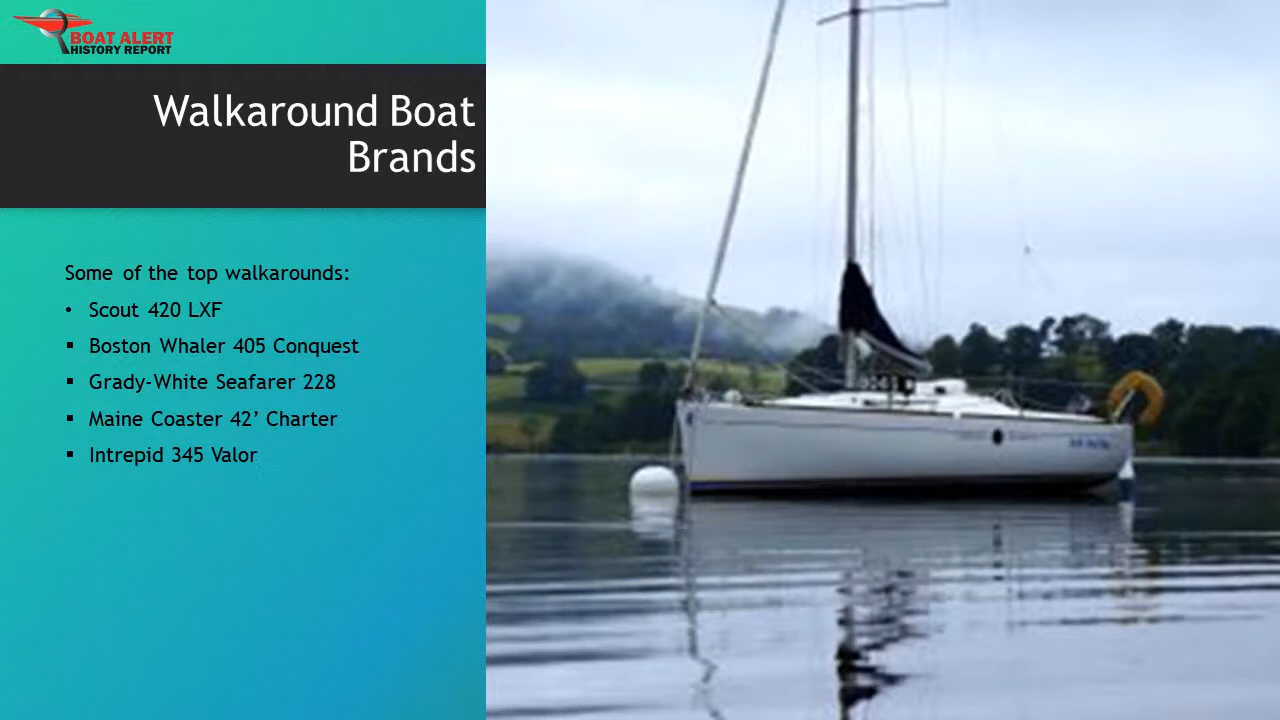 BOAT ALERT
HISTORY REPORT
Walkaround Boat
Brands
Some of the top walkarounds:
• Scout 420 LXF
▪ Boston Whaler 405 Conquest
▪ Grady-White Seafarer 228
▪ Maine Coaster 42’ Charter
▪ Intrepid 345 Valor